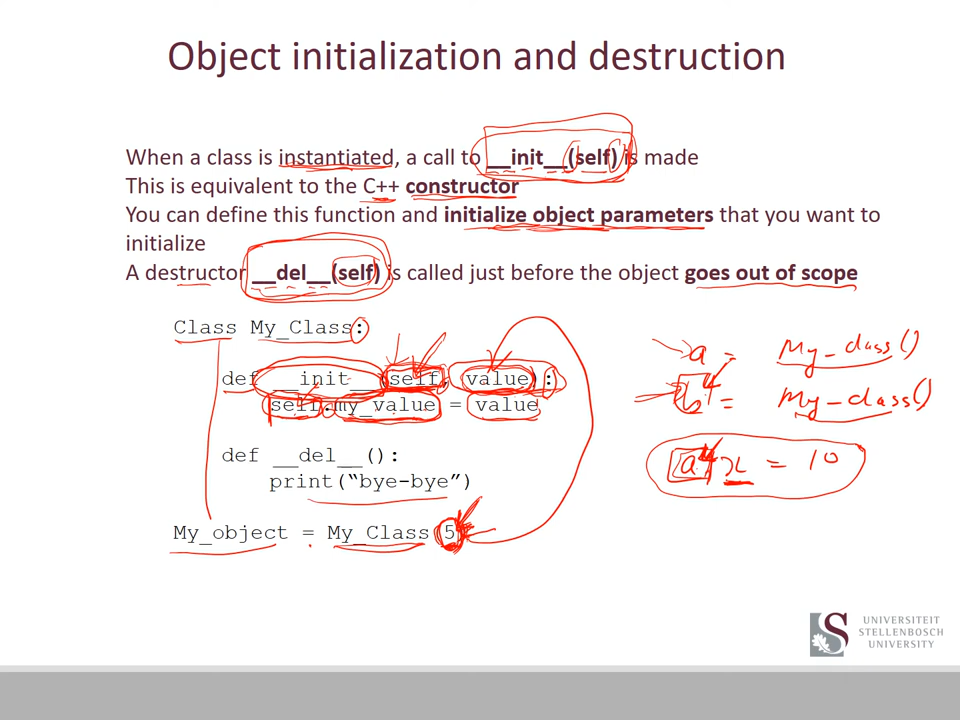 Object initialization and destruction
When a class is instantiated, a call to __init__(self) is made
This is equivalent to the C++ constructor
You can define this function and initialize object parameters that you want to
initialize
A destructor __del__(self) is called just before the object goes out of scope
Class My_Class:
def __init__(self, value):
self.my_value = value
def __del__():
print(“bye-bye”)
My_object = My_Class(5)
a = My_class()
b = My_class()
a.x = 10
UNIVERSITEIT
STELLENBOSCH
UNIVERSITY